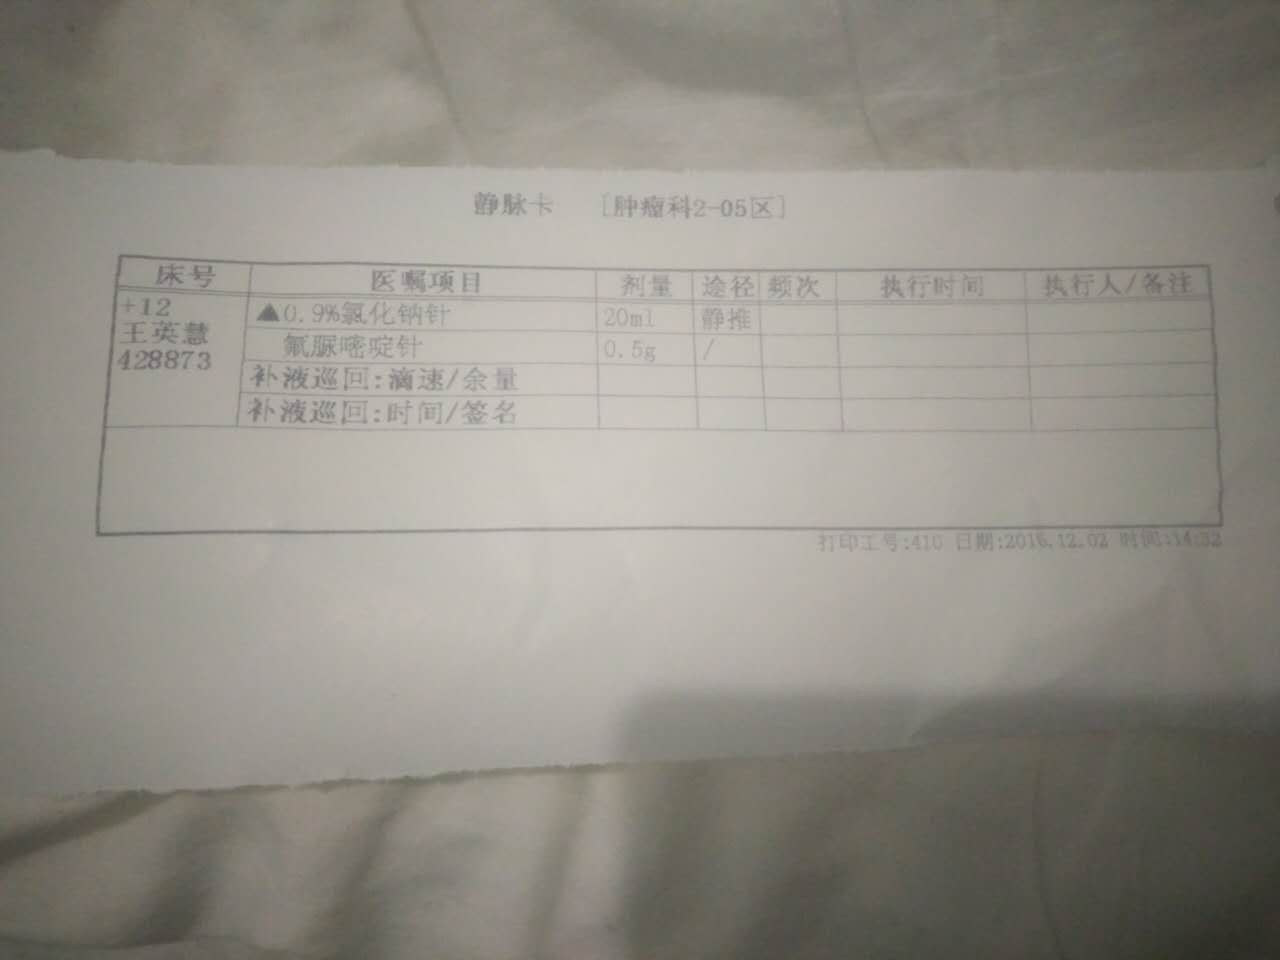 静脉卡 [肿瘤科2-05区]
床号 医嘱项目 剂量 途径 频次 执行时间 执行人/备注
+12 ▲0.9%氯化钠针 20ml 静推
王英慧 氟脲嘧啶针 0.5g /
428873 补液巡回:滴速/余量
补液巡回:时间/签名
打印工号:410 日期:2016.12.02 时间:14:32